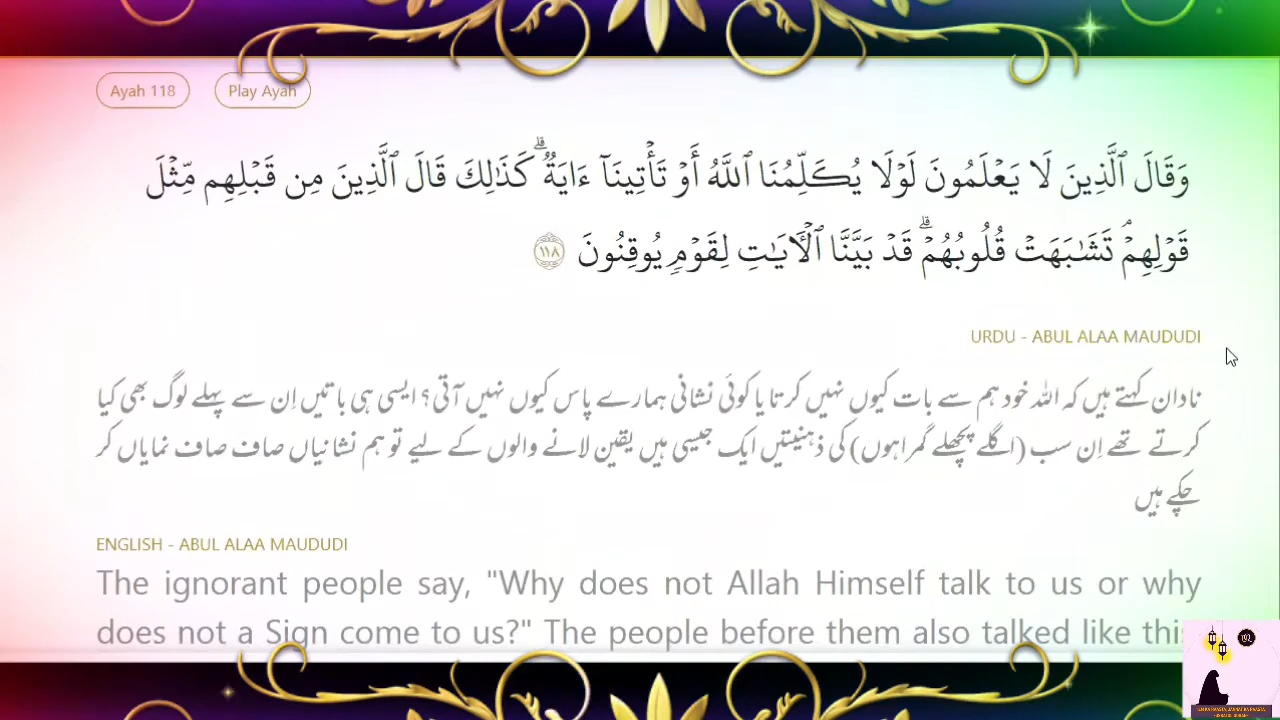 Ayah 118
Play Ayah
وَقَالَ ٱلَّذِينَ لَا يَعْلَمُونَ لَوْلَا يُكَلِّمُنَا ٱللَّهُ أَوْ تَأْتِينَآ ءَايَةٌ ۗ كَذَٰلِكَ قَالَ ٱلَّذِينَ مِن قَبْلِهِم مِّثْلَ
قَوْلِهِمْ ۘ تَشَٰبَهَتْ قُلُوبُهُمْ ۗ قَدْ بَيَّنَّا ٱلْـَٔايَٰتِ لِقَوْمٍ يُوقِنُونَ ١١٨
URDU - ABUL ALAA MAUDUDI
نادان کہتے ہیں کہ اللہ خود ہم سے بات کیوں نہیں کرتا یا کوئی نشانی ہمارے پاس کیوں نہیں آتی؟ ایسی ہی باتیں اِن سے پہلے لوگ بھی کیا
کرتے تھے اِن سب (اگلے پچھلے گمراہوں) کی ذہنیتیں ایک جیسی ہیں یقین لانے والوں کے لیے تو ہم نشانیاں صاف صاف نمایاں کر
چکے ہیں
ENGLISH - ABUL ALAA MAUDUDI
The ignorant people say, "Why does not Allah Himself talk to us or why
does not a Sign come to us?" The people before them also talked like this